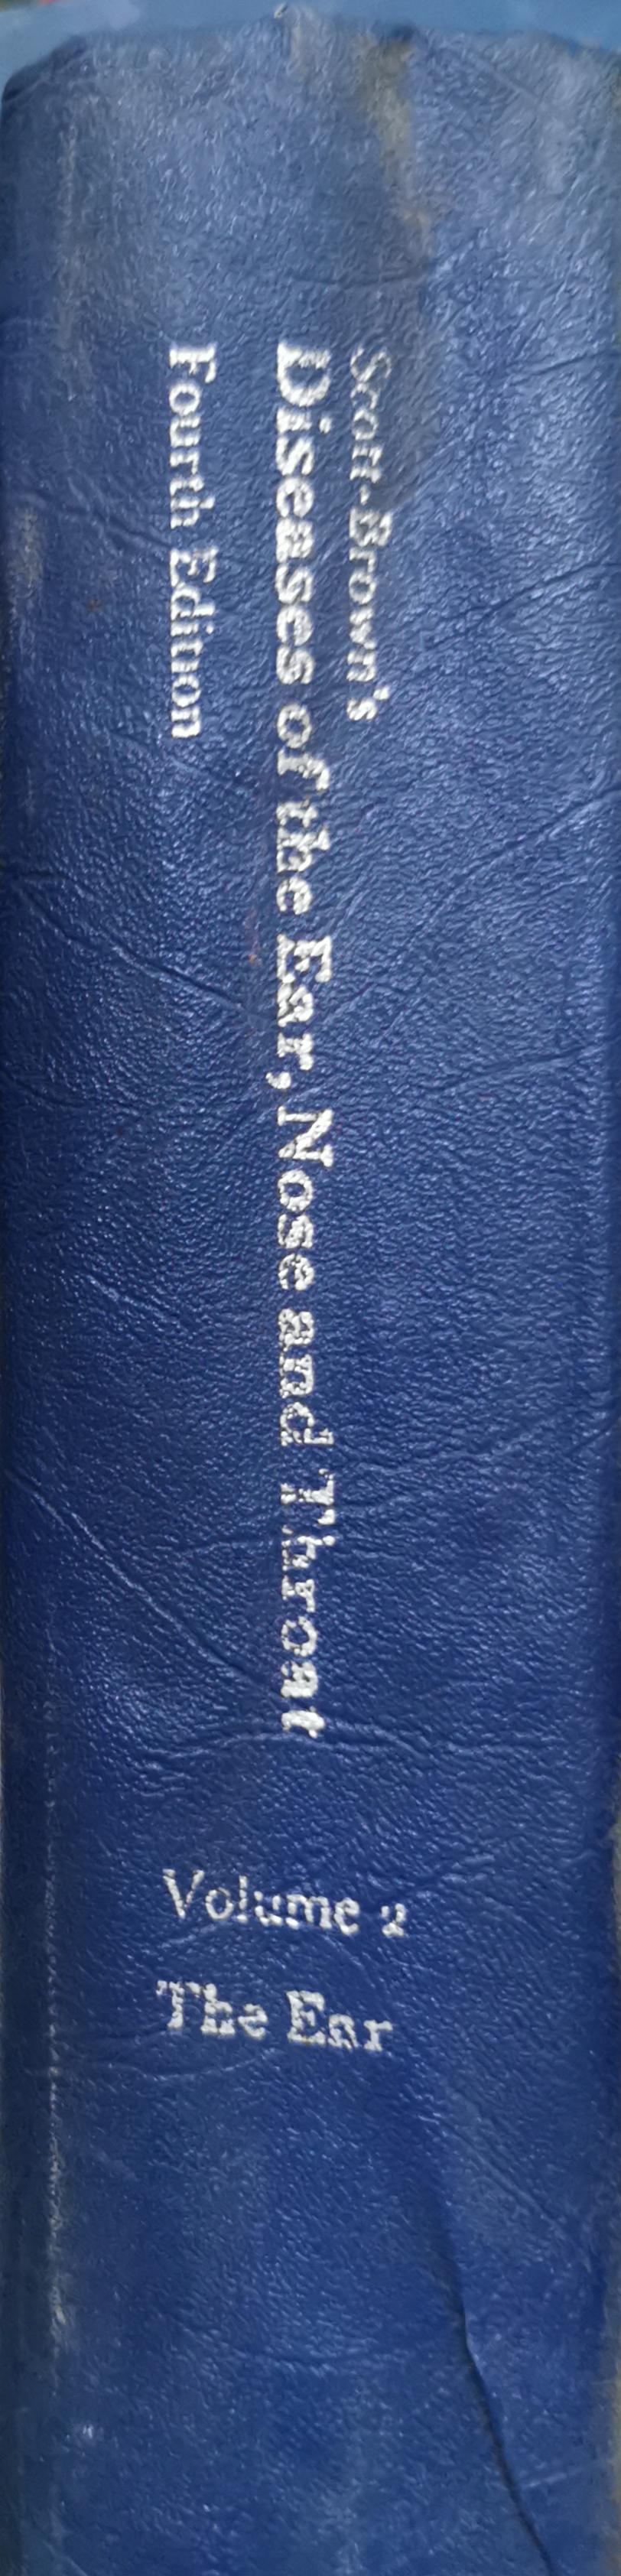 Scott-Brown's
Diseases of the Ear, Nose and Throat
Fourth Edition
Volume 2
The Ear